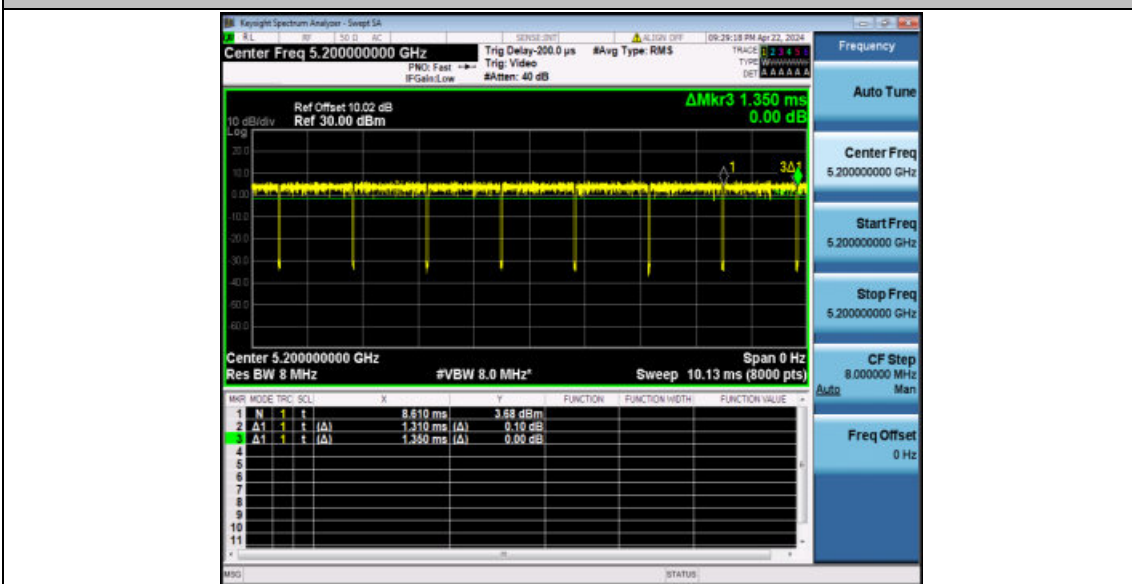 Keysight Spectrum Analyzer - Swept SA
RL RF 50 Ω AC SENSE:INT ALIGN OFF 09:29:18 PM Apr 22, 2024
Center Freq 5.200000000 GHz
PNO: Fast
IFGain:Low
Trig Delay-200.0 µs
Trig: Video
#Atten: 40 dB
#Avg Type: RMS
TRACE 1 2 3 4 5 6
TYPE
DET A A A A A A
Frequency
Auto Tune
Center Freq
5.200000000 GHz
Start Freq
5.200000000 GHz
Stop Freq
5.200000000 GHz
CF Step
8.000000 MHz
Auto Man
Freq Offset
0 Hz
ΔMkr3 1.350 ms
0.00 dB
Ref Offset 10.02 dB
10 dB/div Ref 30.00 dBm
Log
20.0
10.0
0.00
-10.0
-20.0
-30.0
-40.0
-50.0
-60.0
1
3Δ1
Center 5.200000000 GHz Span 0 Hz
Res BW 8 MHz #VBW 8.0 MHz* Sweep 10.13 ms (8000 pts)
MKR MODE TRC SCL X Y FUNCTION FUNCTION WIDTH FUNCTION VALUE
1 N 1 t 8.610 ms 3.68 dBm
2 Δ1 1 t (Δ) 1.310 ms (Δ) 0.10 dB
3 Δ1 1 t (Δ) 1.350 ms (Δ) 0.00 dB
4
5
6
7
8
9
10
11
MSG STATUS